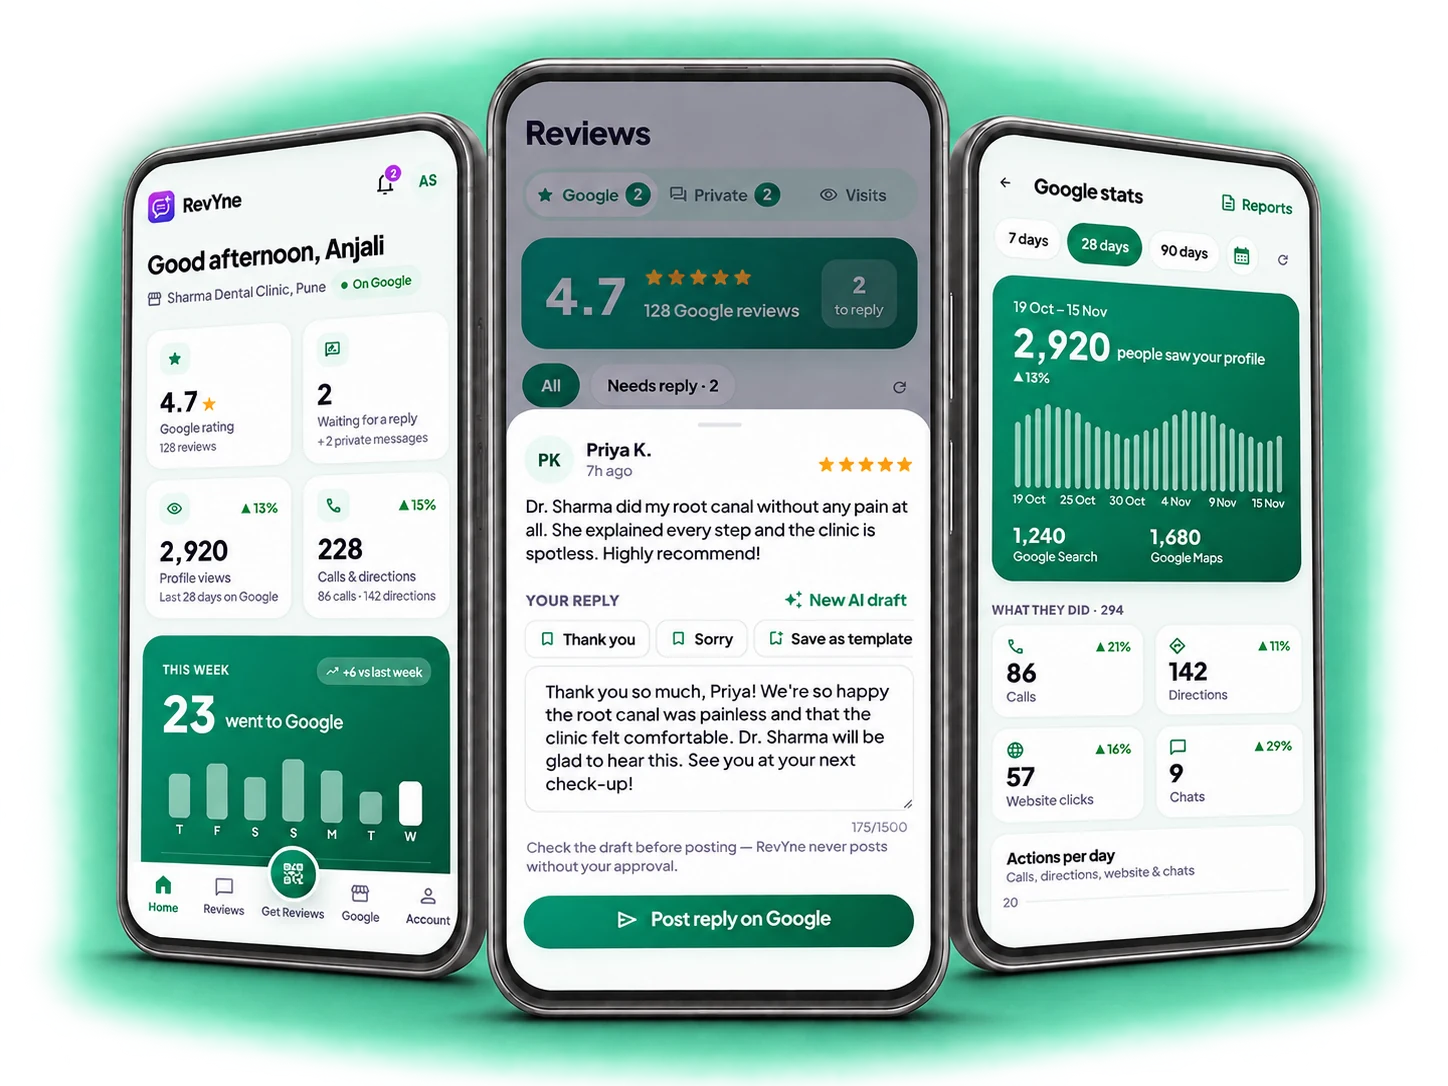 RevYne
2
AS
Good afternoon, Anjali
Sharma Dental Clinic, Pune
On Google
4.7
Google rating
128 reviews
2
Waiting for a reply
+ 2 private messages
▲13%
2,920
Profile views
Last 28 days on Google
▲15%
228
Calls & directions
86 calls · 142 directions
THIS WEEK
+6 vs last week
23 went to Google
T F S S M T W
Home
Reviews
Get Reviews
Google
Account
Reviews
Google 2
Private 2
Visits
4.7
128 Google reviews
2
to reply
All
Needs reply · 2
PK
Priya K.
7h ago
Dr. Sharma did my root canal without any pain at
all. She explained every step and the clinic is
spotless. Highly recommend!
YOUR REPLY
New AI draft
Thank you
Sorry
Save as template
Thank you so much, Priya! We're so happy
the root canal was painless and that the
clinic felt comfortable. Dr. Sharma will be
glad to hear this. See you at your next
check-up!
175/1500
Check the draft before posting — RevYne never posts
without your approval.
Post reply on Google
Google stats
Reports
7 days
28 days
90 days
19 Oct – 15 Nov
2,920 people saw your profile
▲13%
19 Oct 25 Oct 30 Oct 4 Nov 9 Nov 15 Nov
1,240
Google Search
1,680
Google Maps
WHAT THEY DID · 294
▲21%
86
Calls
▲11%
142
Directions
▲16%
57
Website clicks
▲29%
9
Chats
Actions per day
Calls, directions, website & chats
20